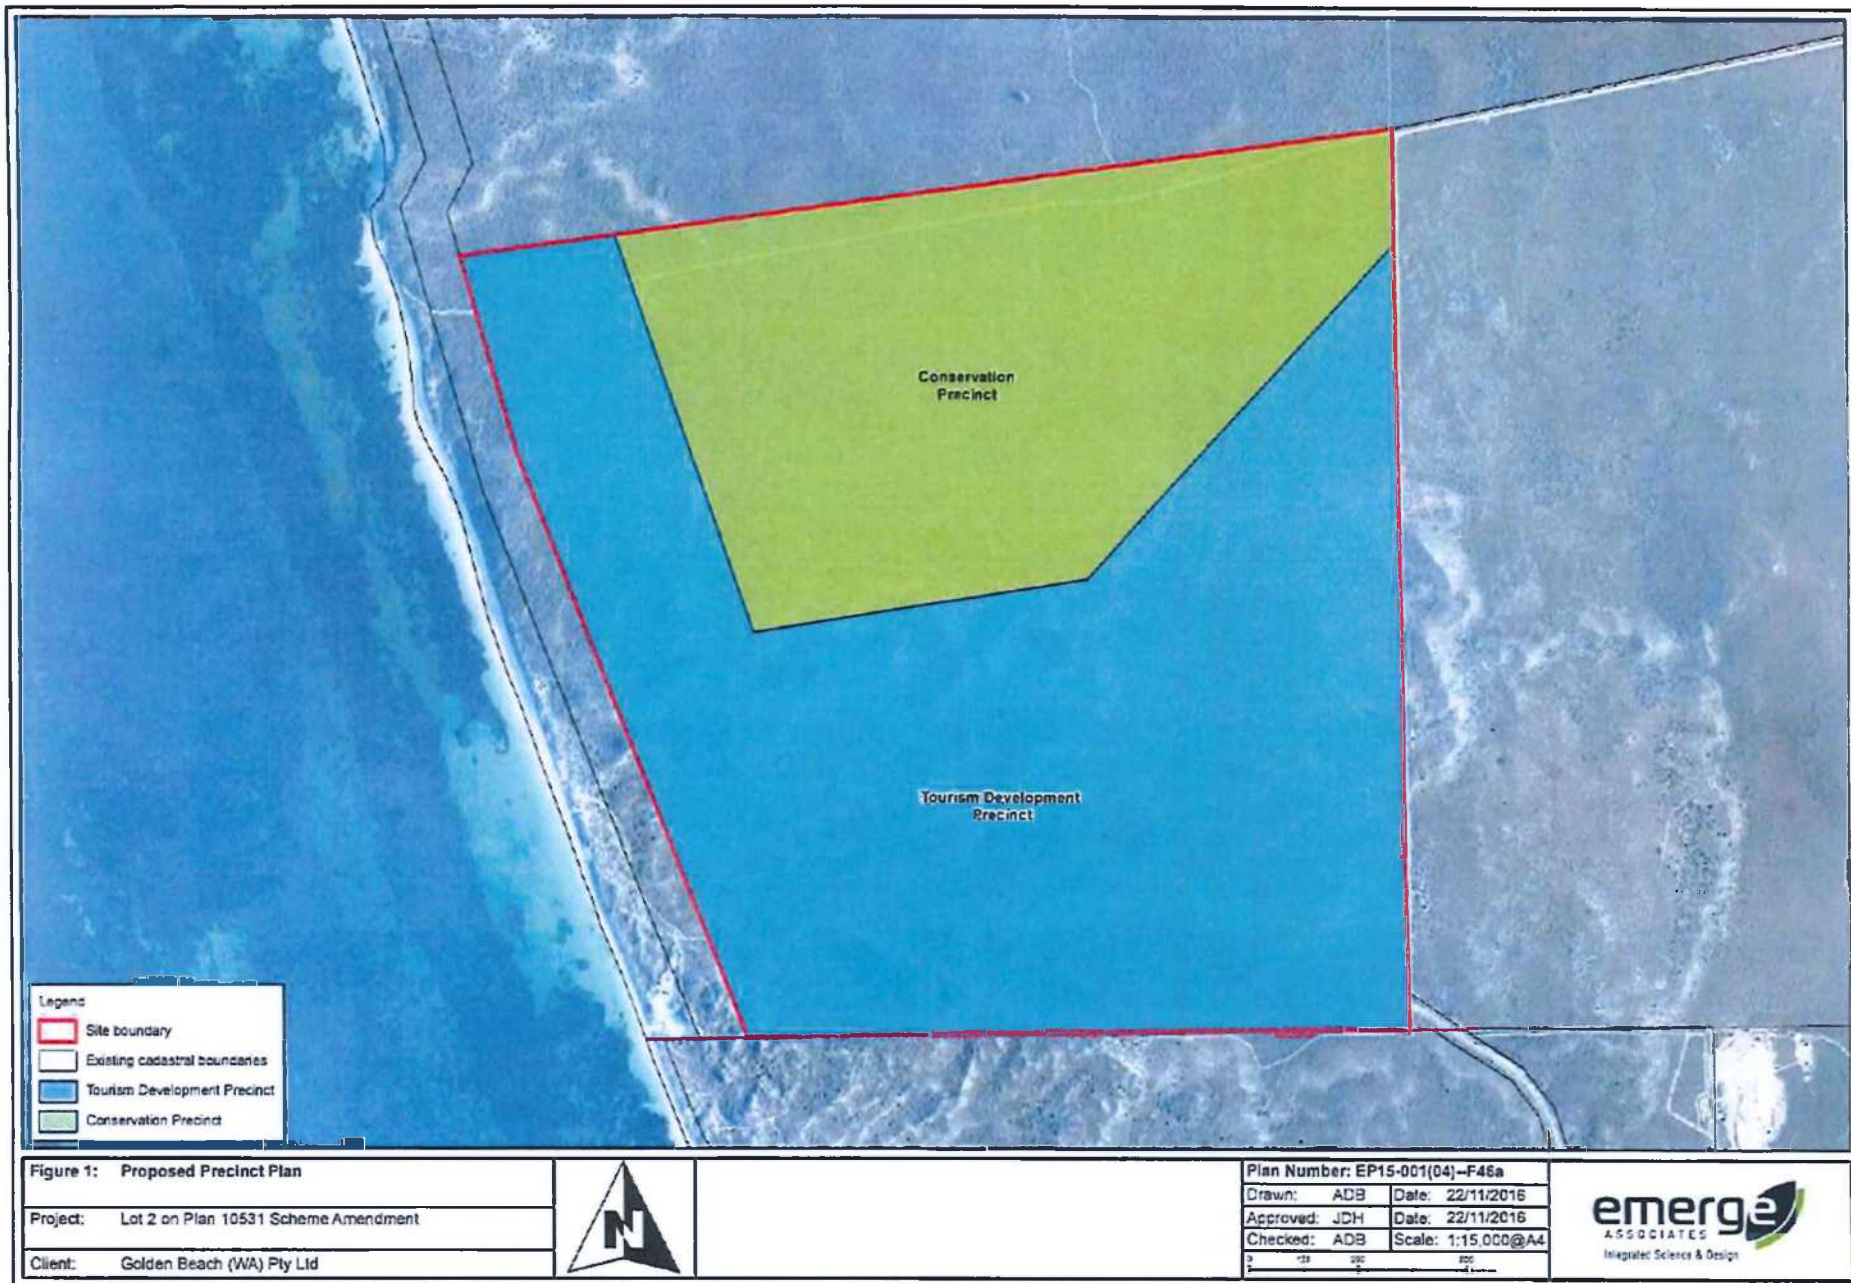 Conservation
Precinct
Tourism Development
Precinct
Legend
Site boundary
Existing cadastral boundaries
Tourism Development Precinct
Conservation Precinct
Figure 1: Proposed Precinct Plan
Project: Lot 2 on Plan 10531 Scheme Amendment
Client: Golden Beach (WA) Pty Ltd
N
Plan Number: EP15-001(04)--F46a
Drawn: ADB Date: 22/11/2016
Approved: JDH Date: 22/11/2016
Checked: ADB Scale: 1:15,000@A4
emerge
ASSOCIATES
Integrated Science & Design